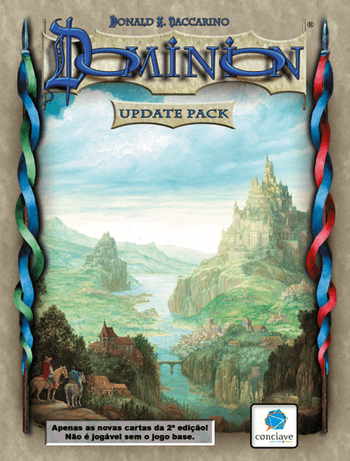 Donald X. Vaccarino
Dominion®
Update Pack
Apenas as novas cartas da 2ª edição!
Não é jogável sem o jogo base.
conclave